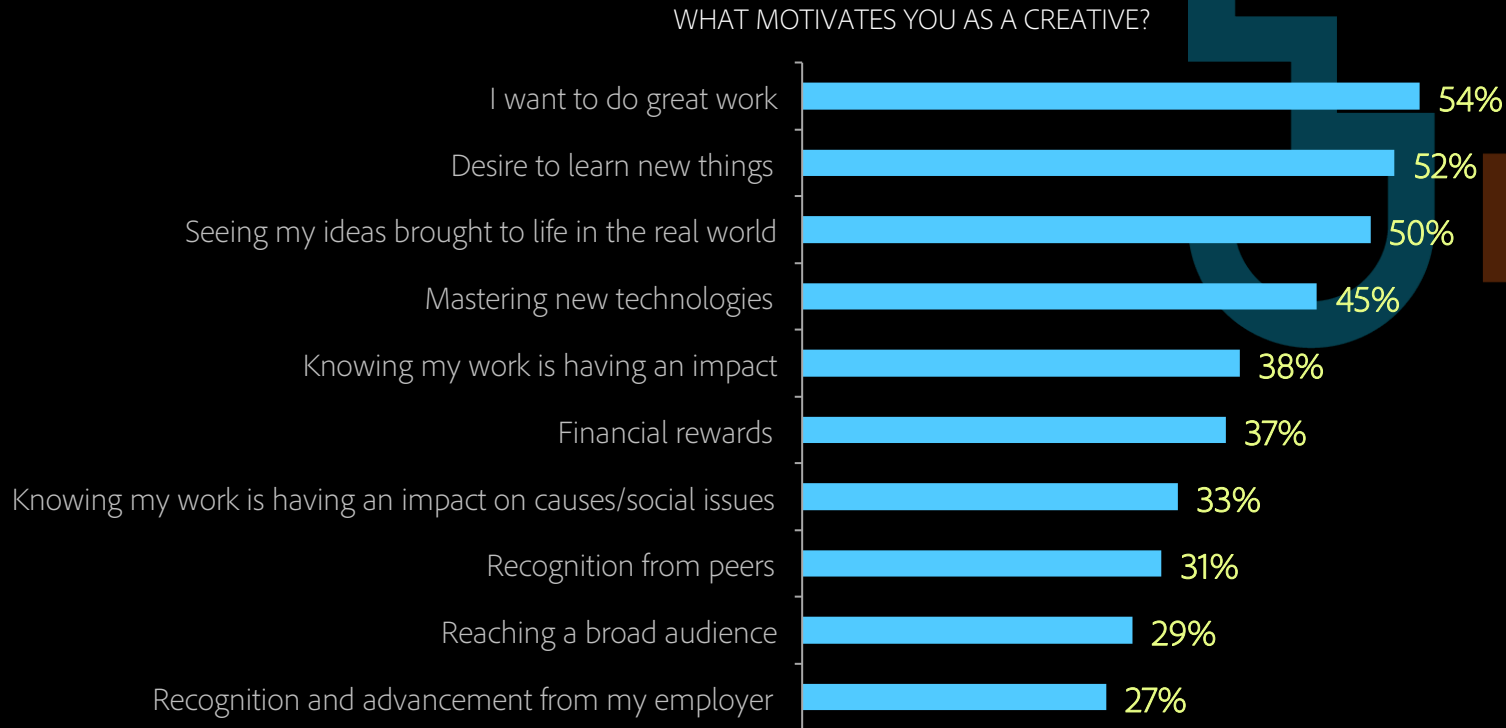 WHAT MOTIVATES YOU AS A CREATIVE?
I want to do great work 54%
Desire to learn new things 52%
Seeing my ideas brought to life in the real world 50%
Mastering new technologies 45%
Knowing my work is having an impact 38%
Financial rewards 37%
Knowing my work is having an impact on causes/social issues 33%
Recognition from peers 31%
Reaching a broad audience 29%
Recognition and advancement from my employer 27%